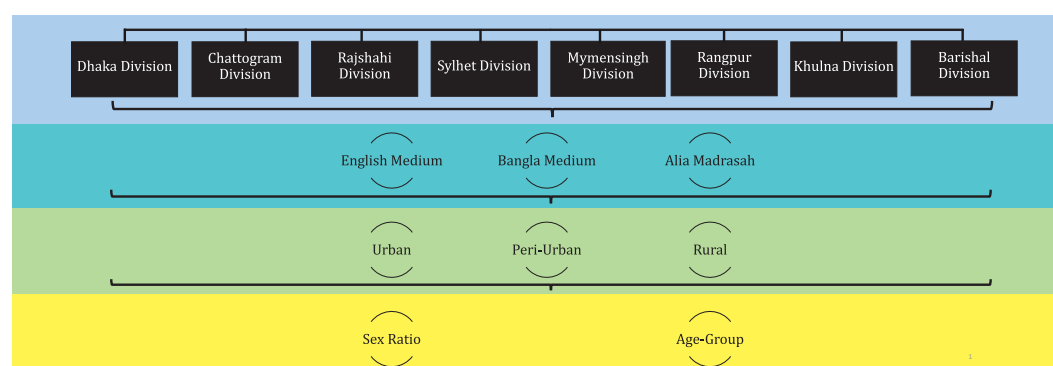 Dhaka Division
Chattogram
Division
Rajshahi
Division
Sylhet Division
Mymensingh
Division
Rangpur
Division
Khulna Division
Barishal
Division
English Medium
Bangla Medium
Alia Madrasah
Urban
Peri-Urban
Rural
Sex Ratio
Age-Group
1